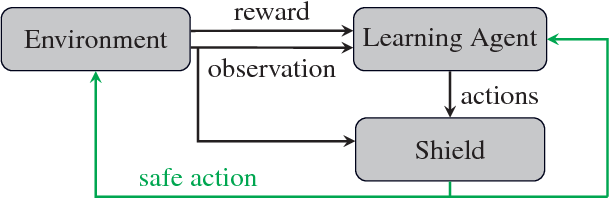 reward
Environment
Learning Agent
observation
actions
Shield
safe action